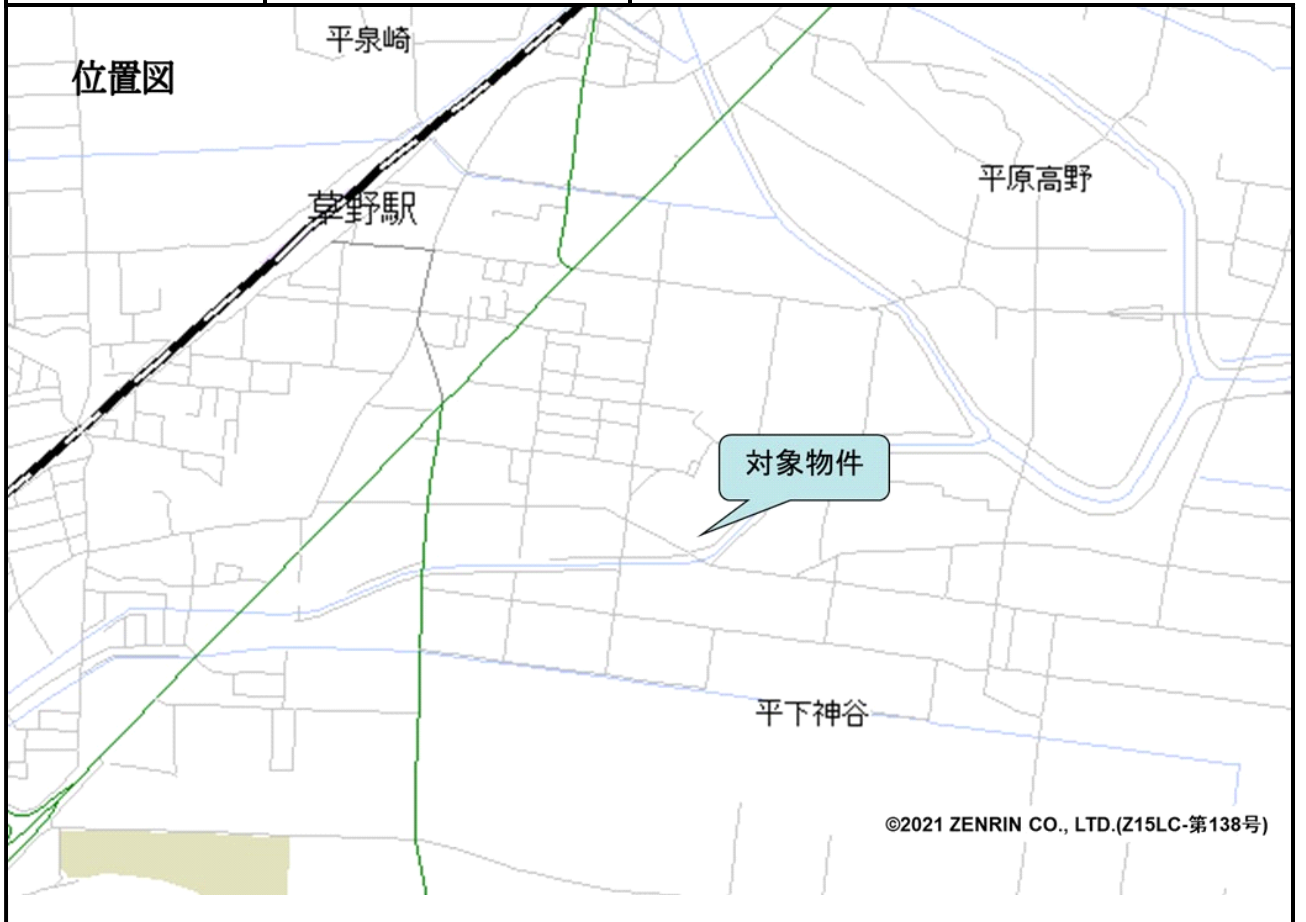 平泉崎
位置図
平原高野
草野駅
対象物件
平下神谷
©2021 ZENRIN CO., LTD.(Z15LC-第138号)